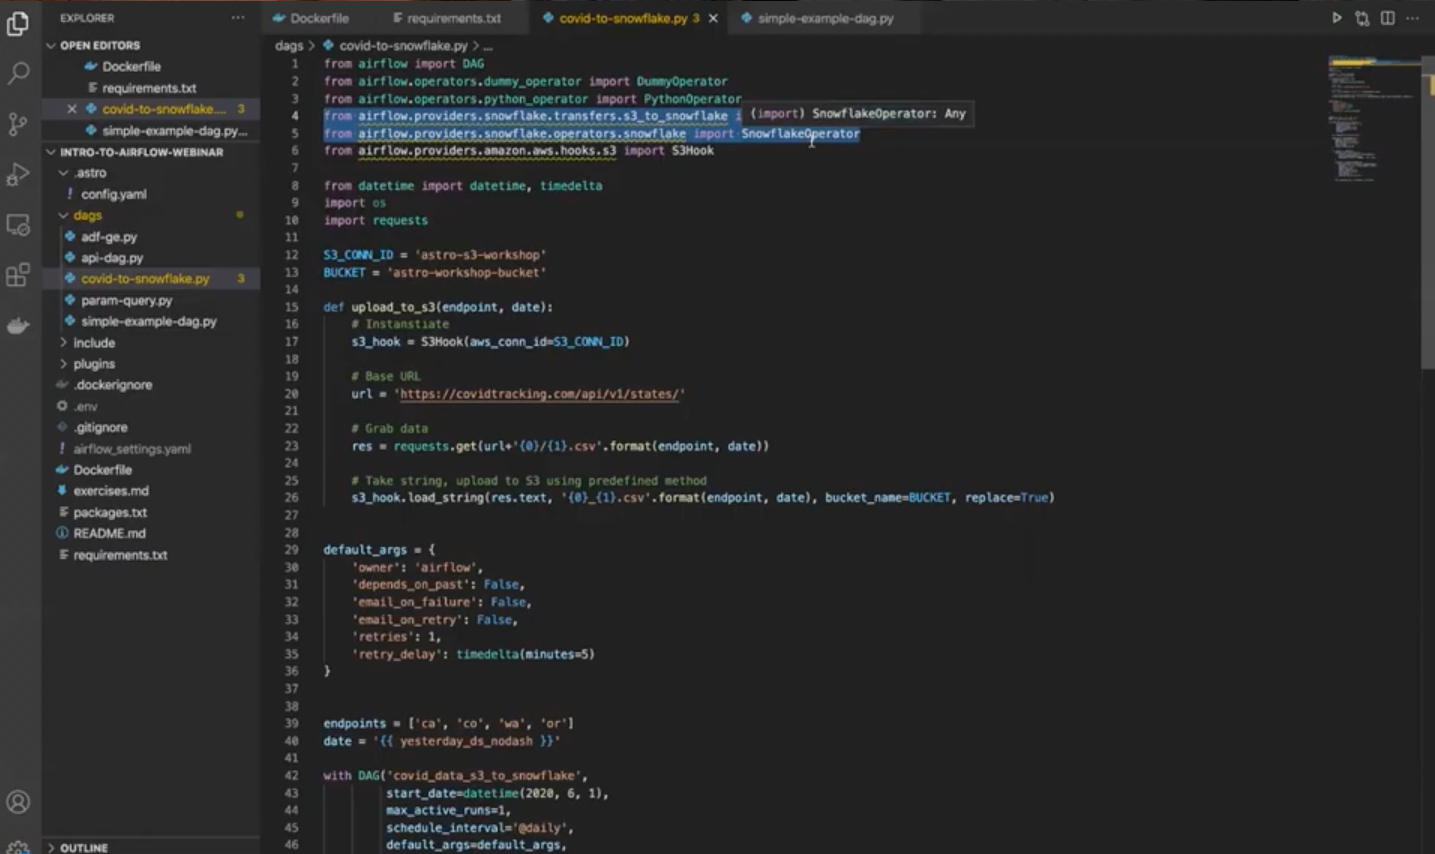 EXPLORER
OPEN EDITORS
Dockerfile
requirements.txt
covid-to-snowflake.... 3
simple-example-dag.py...
INTRO-TO-AIRFLOW-WEBINAR
.astro
config.yaml
dags
adf-ge.py
api-dag.py
covid-to-snowflake.py 3
param-query.py
simple-example-dag.py
include
plugins
.dockerignore
.env
.gitignore
airflow_settings.yaml
Dockerfile
exercises.md
packages.txt
README.md
requirements.txt
OUTLINE
Dockerfile requirements.txt covid-to-snowflake.py 3 simple-example-dag.py
dags > covid-to-snowflake.py > ...
1 from airflow import DAG
2 from airflow.operators.dummy_operator import DummyOperator
3 from airflow.operators.python_operator import PythonOperator
4 from airflow.providers.snowflake.transfers.s3_to_snowflake i
(import) SnowflakeOperator: Any
5 from airflow.providers.snowflake.operators.snowflake import SnowflakeOperator
6 from airflow.providers.amazon.aws.hooks.s3 import S3Hook
7
8 from datetime import datetime, timedelta
9 import os
10 import requests
11
12 S3_CONN_ID = 'astro-s3-workshop'
13 BUCKET = 'astro-workshop-bucket'
14
15 def upload_to_s3(endpoint, date):
16 # Instanstiate
17 s3_hook = S3Hook(aws_conn_id=S3_CONN_ID)
18
19 # Base URL
20 url = 'https://covidtracking.com/api/v1/states/'
21
22 # Grab data
23 res = requests.get(url+'{0}/{1}.csv'.format(endpoint, date))
24
25 # Take string, upload to S3 using predefined method
26 s3_hook.load_string(res.text, '{0}_{1}.csv'.format(endpoint, date), bucket_name=BUCKET, replace=True)
27
28
29 default_args = {
30 'owner': 'airflow',
31 'depends_on_past': False,
32 'email_on_failure': False,
33 'email_on_retry': False,
34 'retries': 1,
35 'retry_delay': timedelta(minutes=5)
36 }
37
38
39 endpoints = ['ca', 'co', 'wa', 'or']
40 date = '{{ yesterday_ds_nodash }}'
41
42 with DAG('covid_data_s3_to_snowflake',
43 start_date=datetime(2020, 6, 1),
44 max_active_runs=1,
45 schedule_interval='@daily',
46 default_args=default_args,